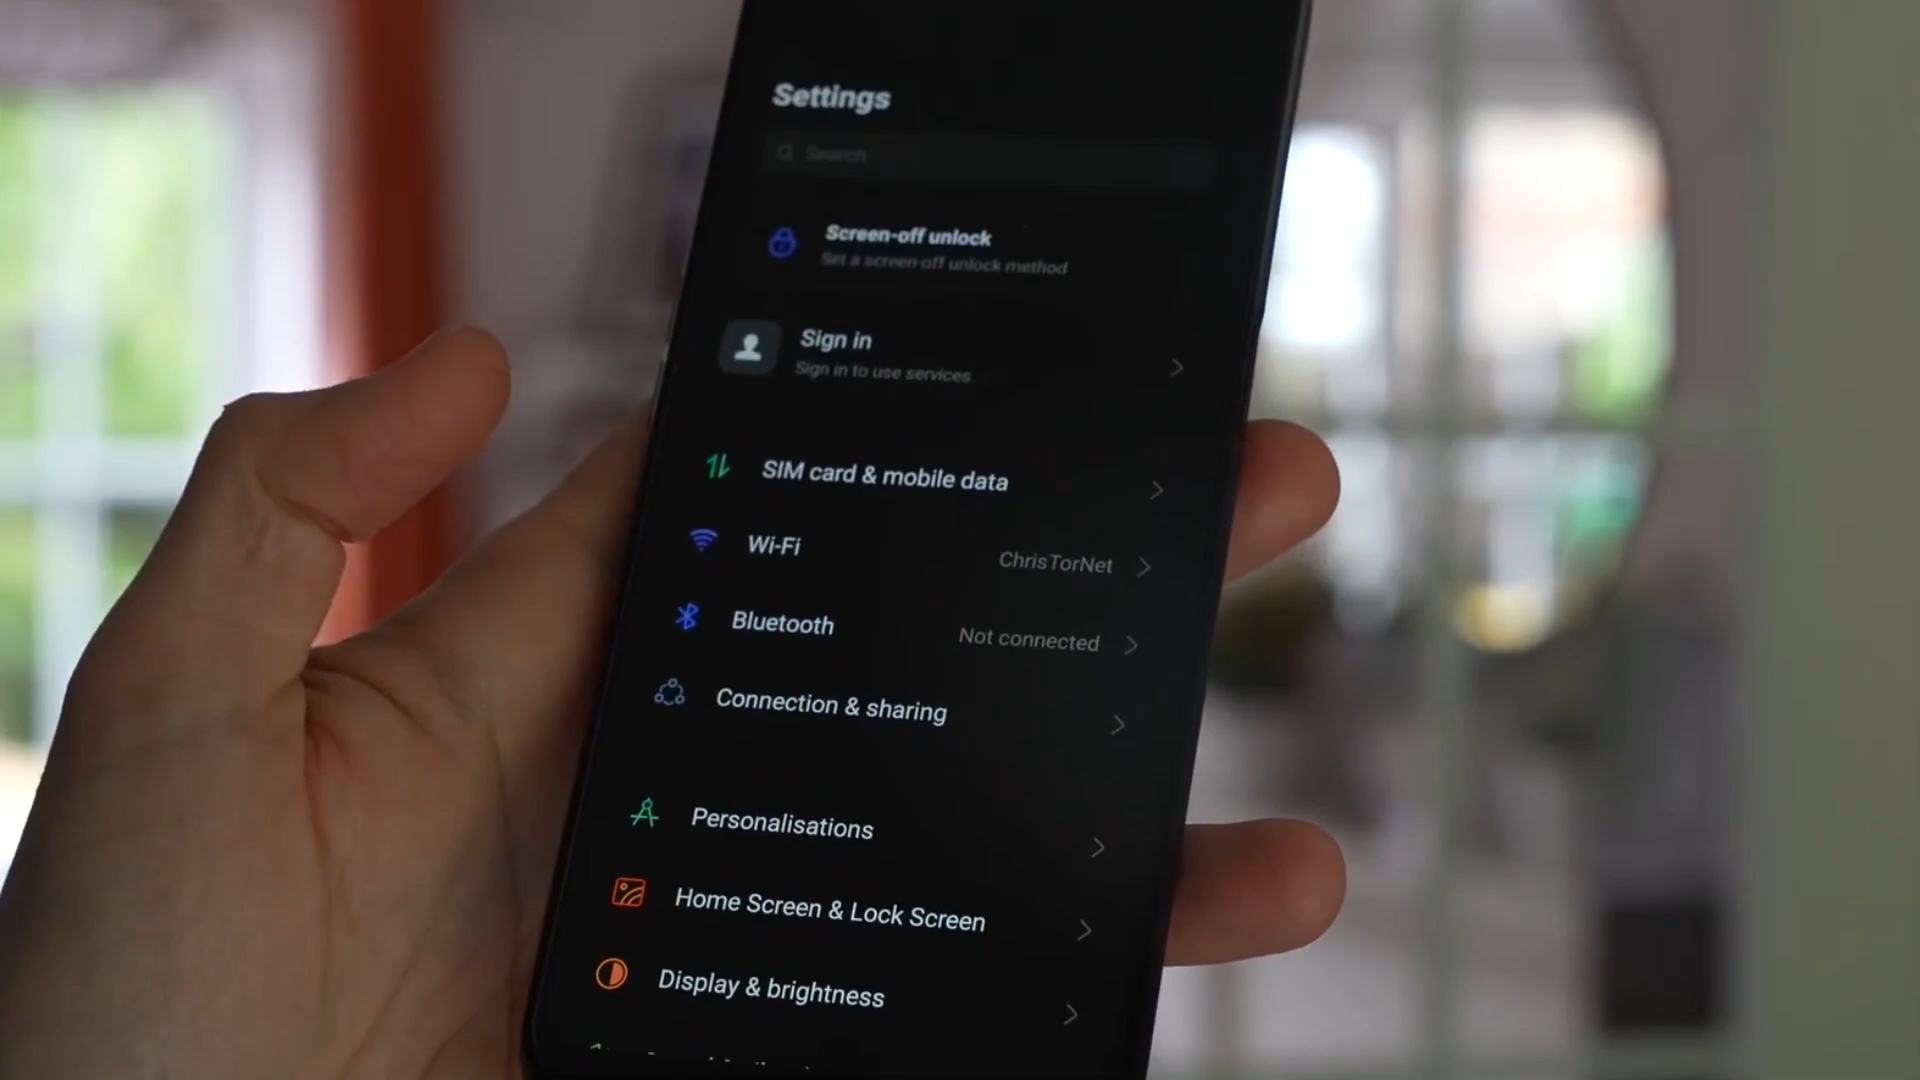 Settings
Search
Screen-off unlock
Set a screen-off unlock method
Sign in
Sign in to use services.
SIM card & mobile data
Wi-Fi ChrisTorNet
Bluetooth Not connected
Connection & sharing
Personalisations
Home Screen & Lock Screen
Display & brightness